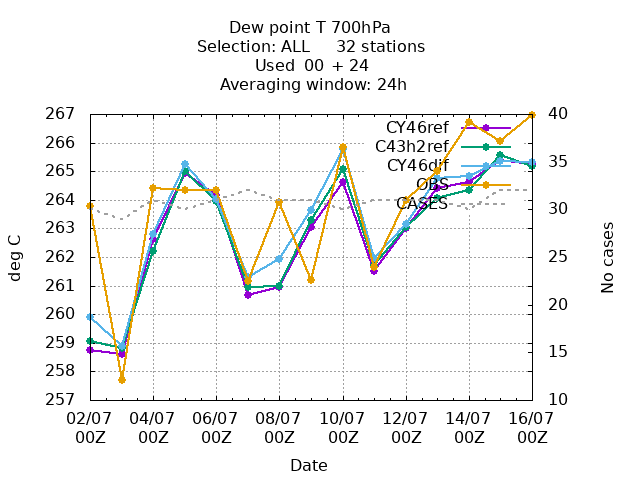 Dew point T 700hPa
Selection: ALL     32 stations
Used  00  + 24
Averaging window: 24h
267
266
265
264
263
262
261
260
259
258
257
deg C
40
35
30
25
20
15
10
No cases
CY46ref
C43h2ref
CY46dif
OBS
CASES
02/07 04/07 06/07 08/07 10/07 12/07 14/07 16/07
00Z 00Z 00Z 00Z 00Z 00Z 00Z 00Z
Date